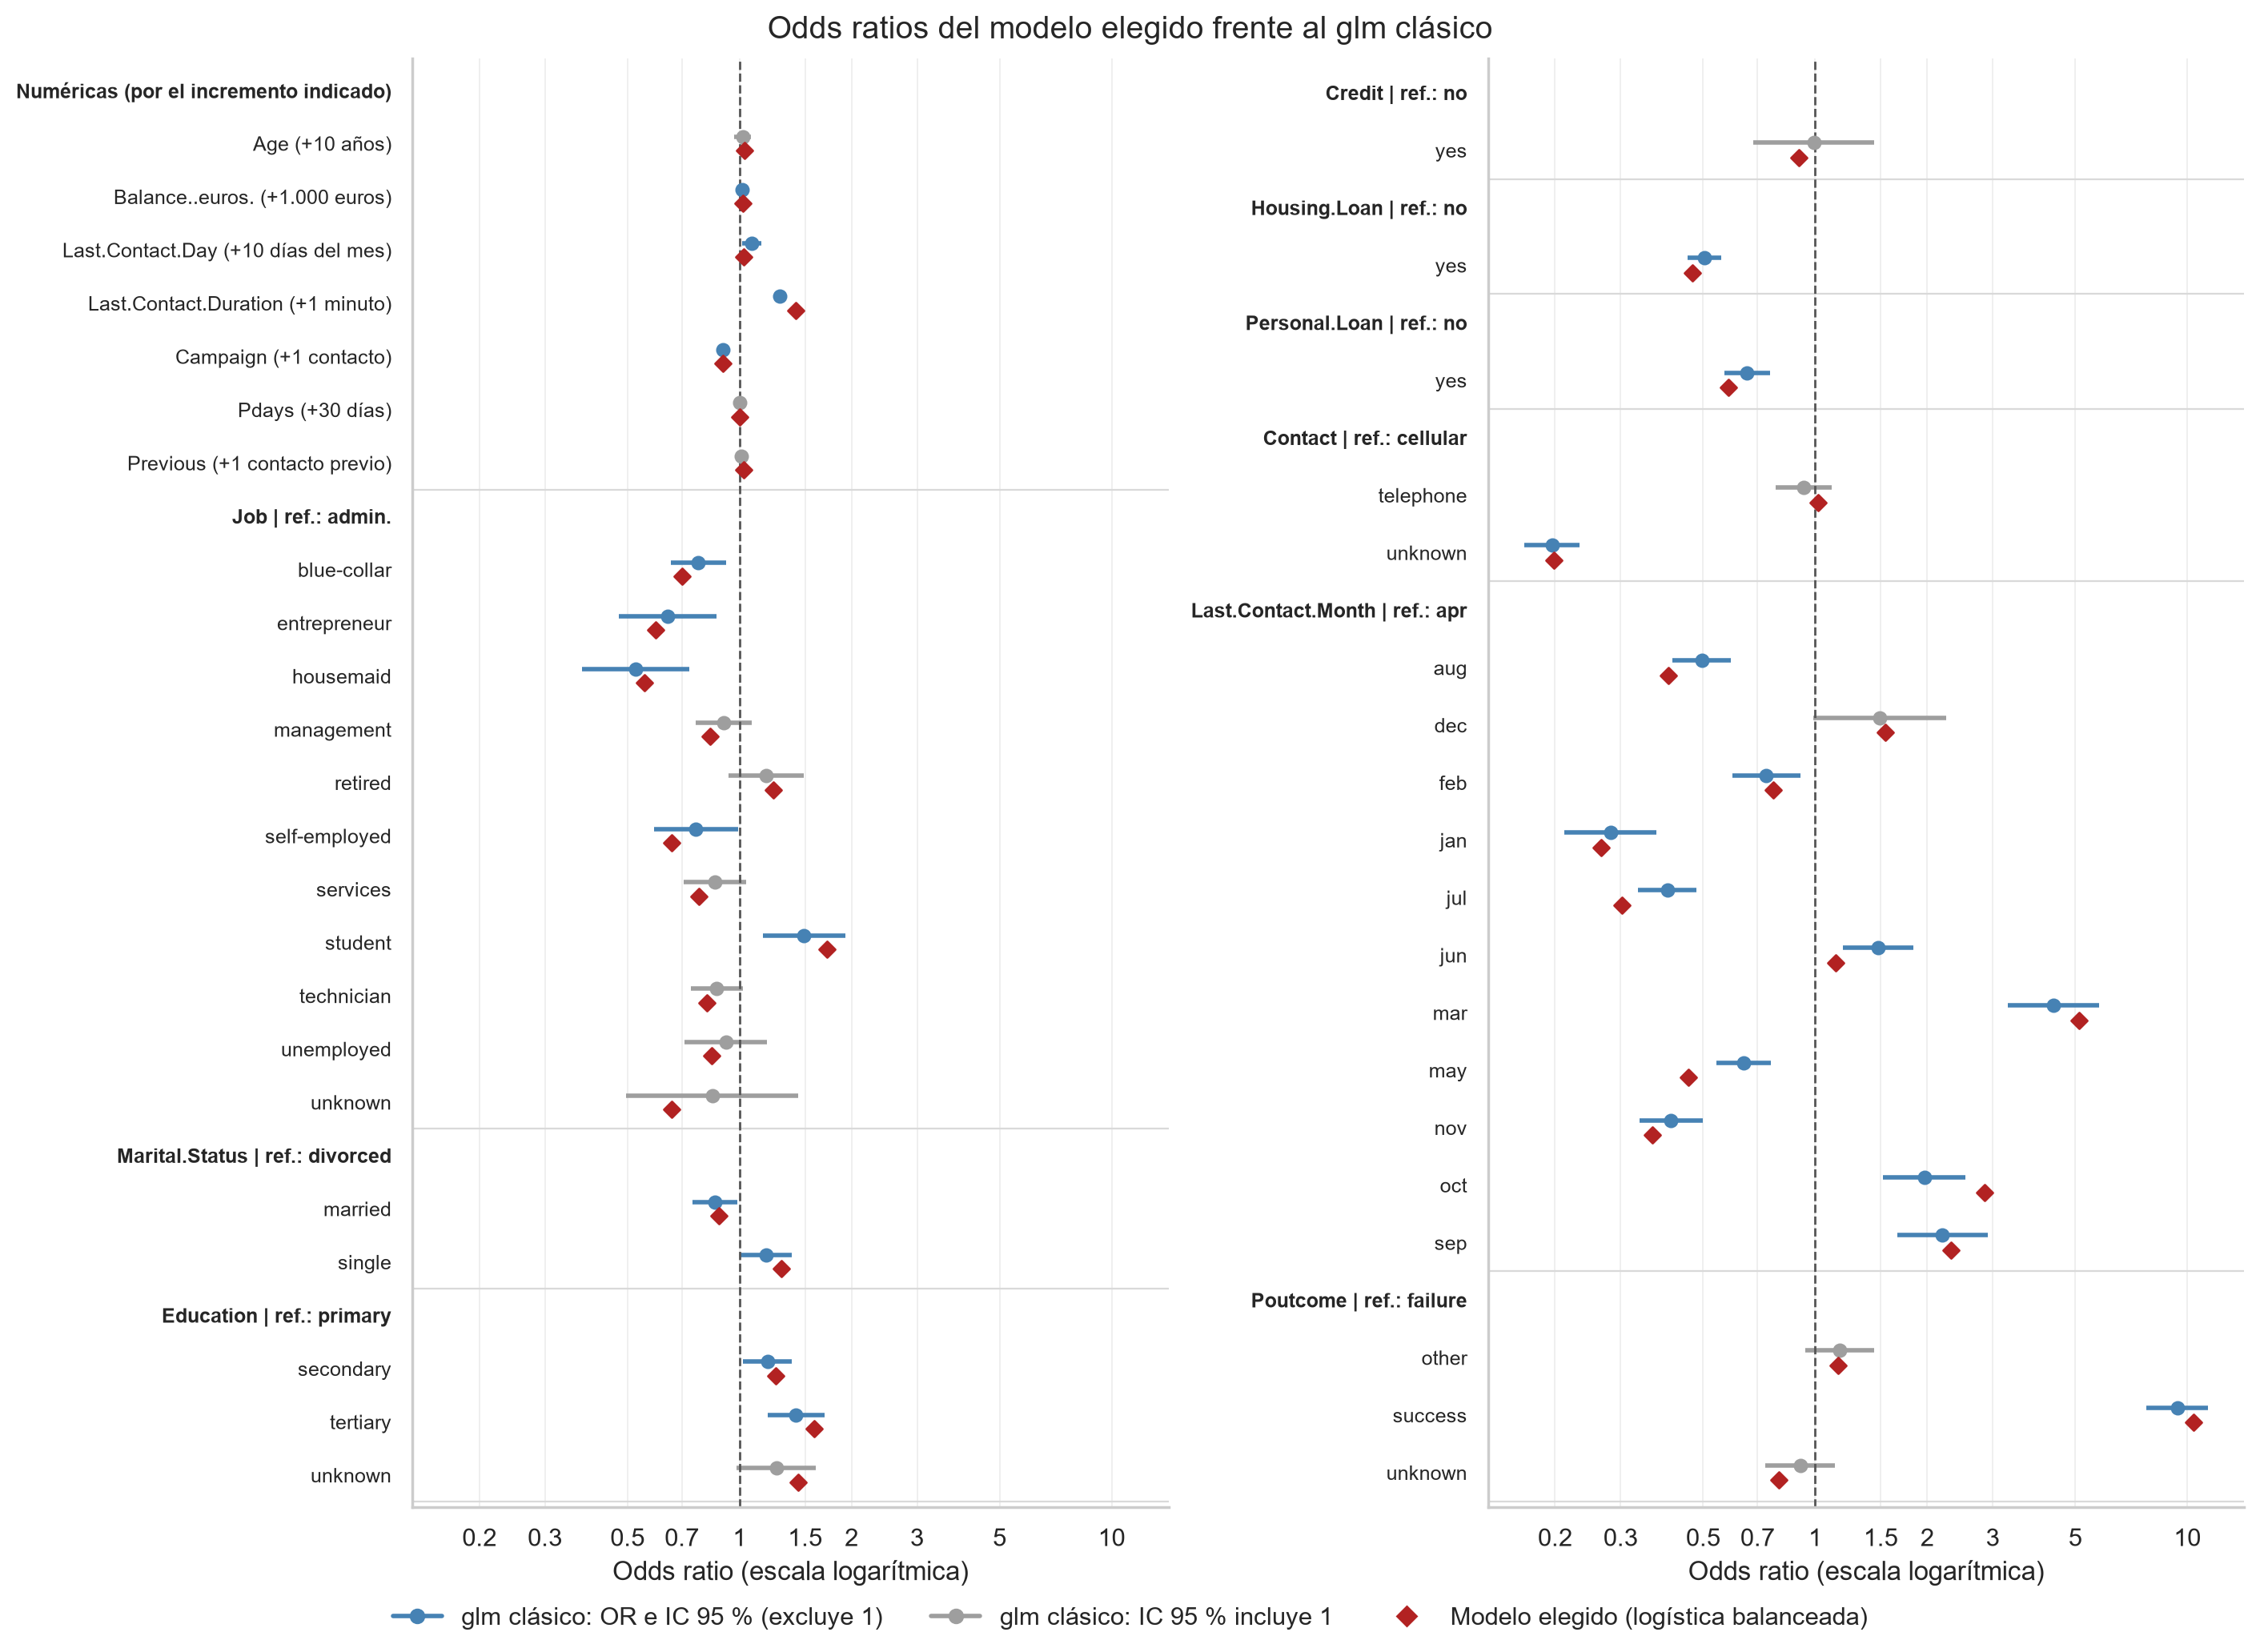 Odds ratios del modelo elegido frente al glm clásico
Numéricas (por el incremento indicado)
Age (+10 años)
Balance..euros. (+1.000 euros)
Last.Contact.Day (+10 días del mes)
Last.Contact.Duration (+1 minuto)
Campaign (+1 contacto)
Pdays (+30 días)
Previous (+1 contacto previo)
Job | ref.: admin.
blue-collar
entrepreneur
housemaid
management
retired
self-employed
services
student
technician
unemployed
unknown
Marital.Status | ref.: divorced
married
single
Education | ref.: primary
secondary
tertiary
unknown
0.2 0.3 0.5 0.7 1 1.5 2 3 5 10
Odds ratio (escala logarítmica)
Credit | ref.: no
yes
Housing.Loan | ref.: no
yes
Personal.Loan | ref.: no
yes
Contact | ref.: cellular
telephone
unknown
Last.Contact.Month | ref.: apr
aug
dec
feb
jan
jul
jun
mar
may
nov
oct
sep
Poutcome | ref.: failure
other
success
unknown
0.2 0.3 0.5 0.7 1 1.5 2 3 5 10
Odds ratio (escala logarítmica)
glm clásico: OR e IC 95 % (excluye 1)
glm clásico: IC 95 % incluye 1
Modelo elegido (logística balanceada)